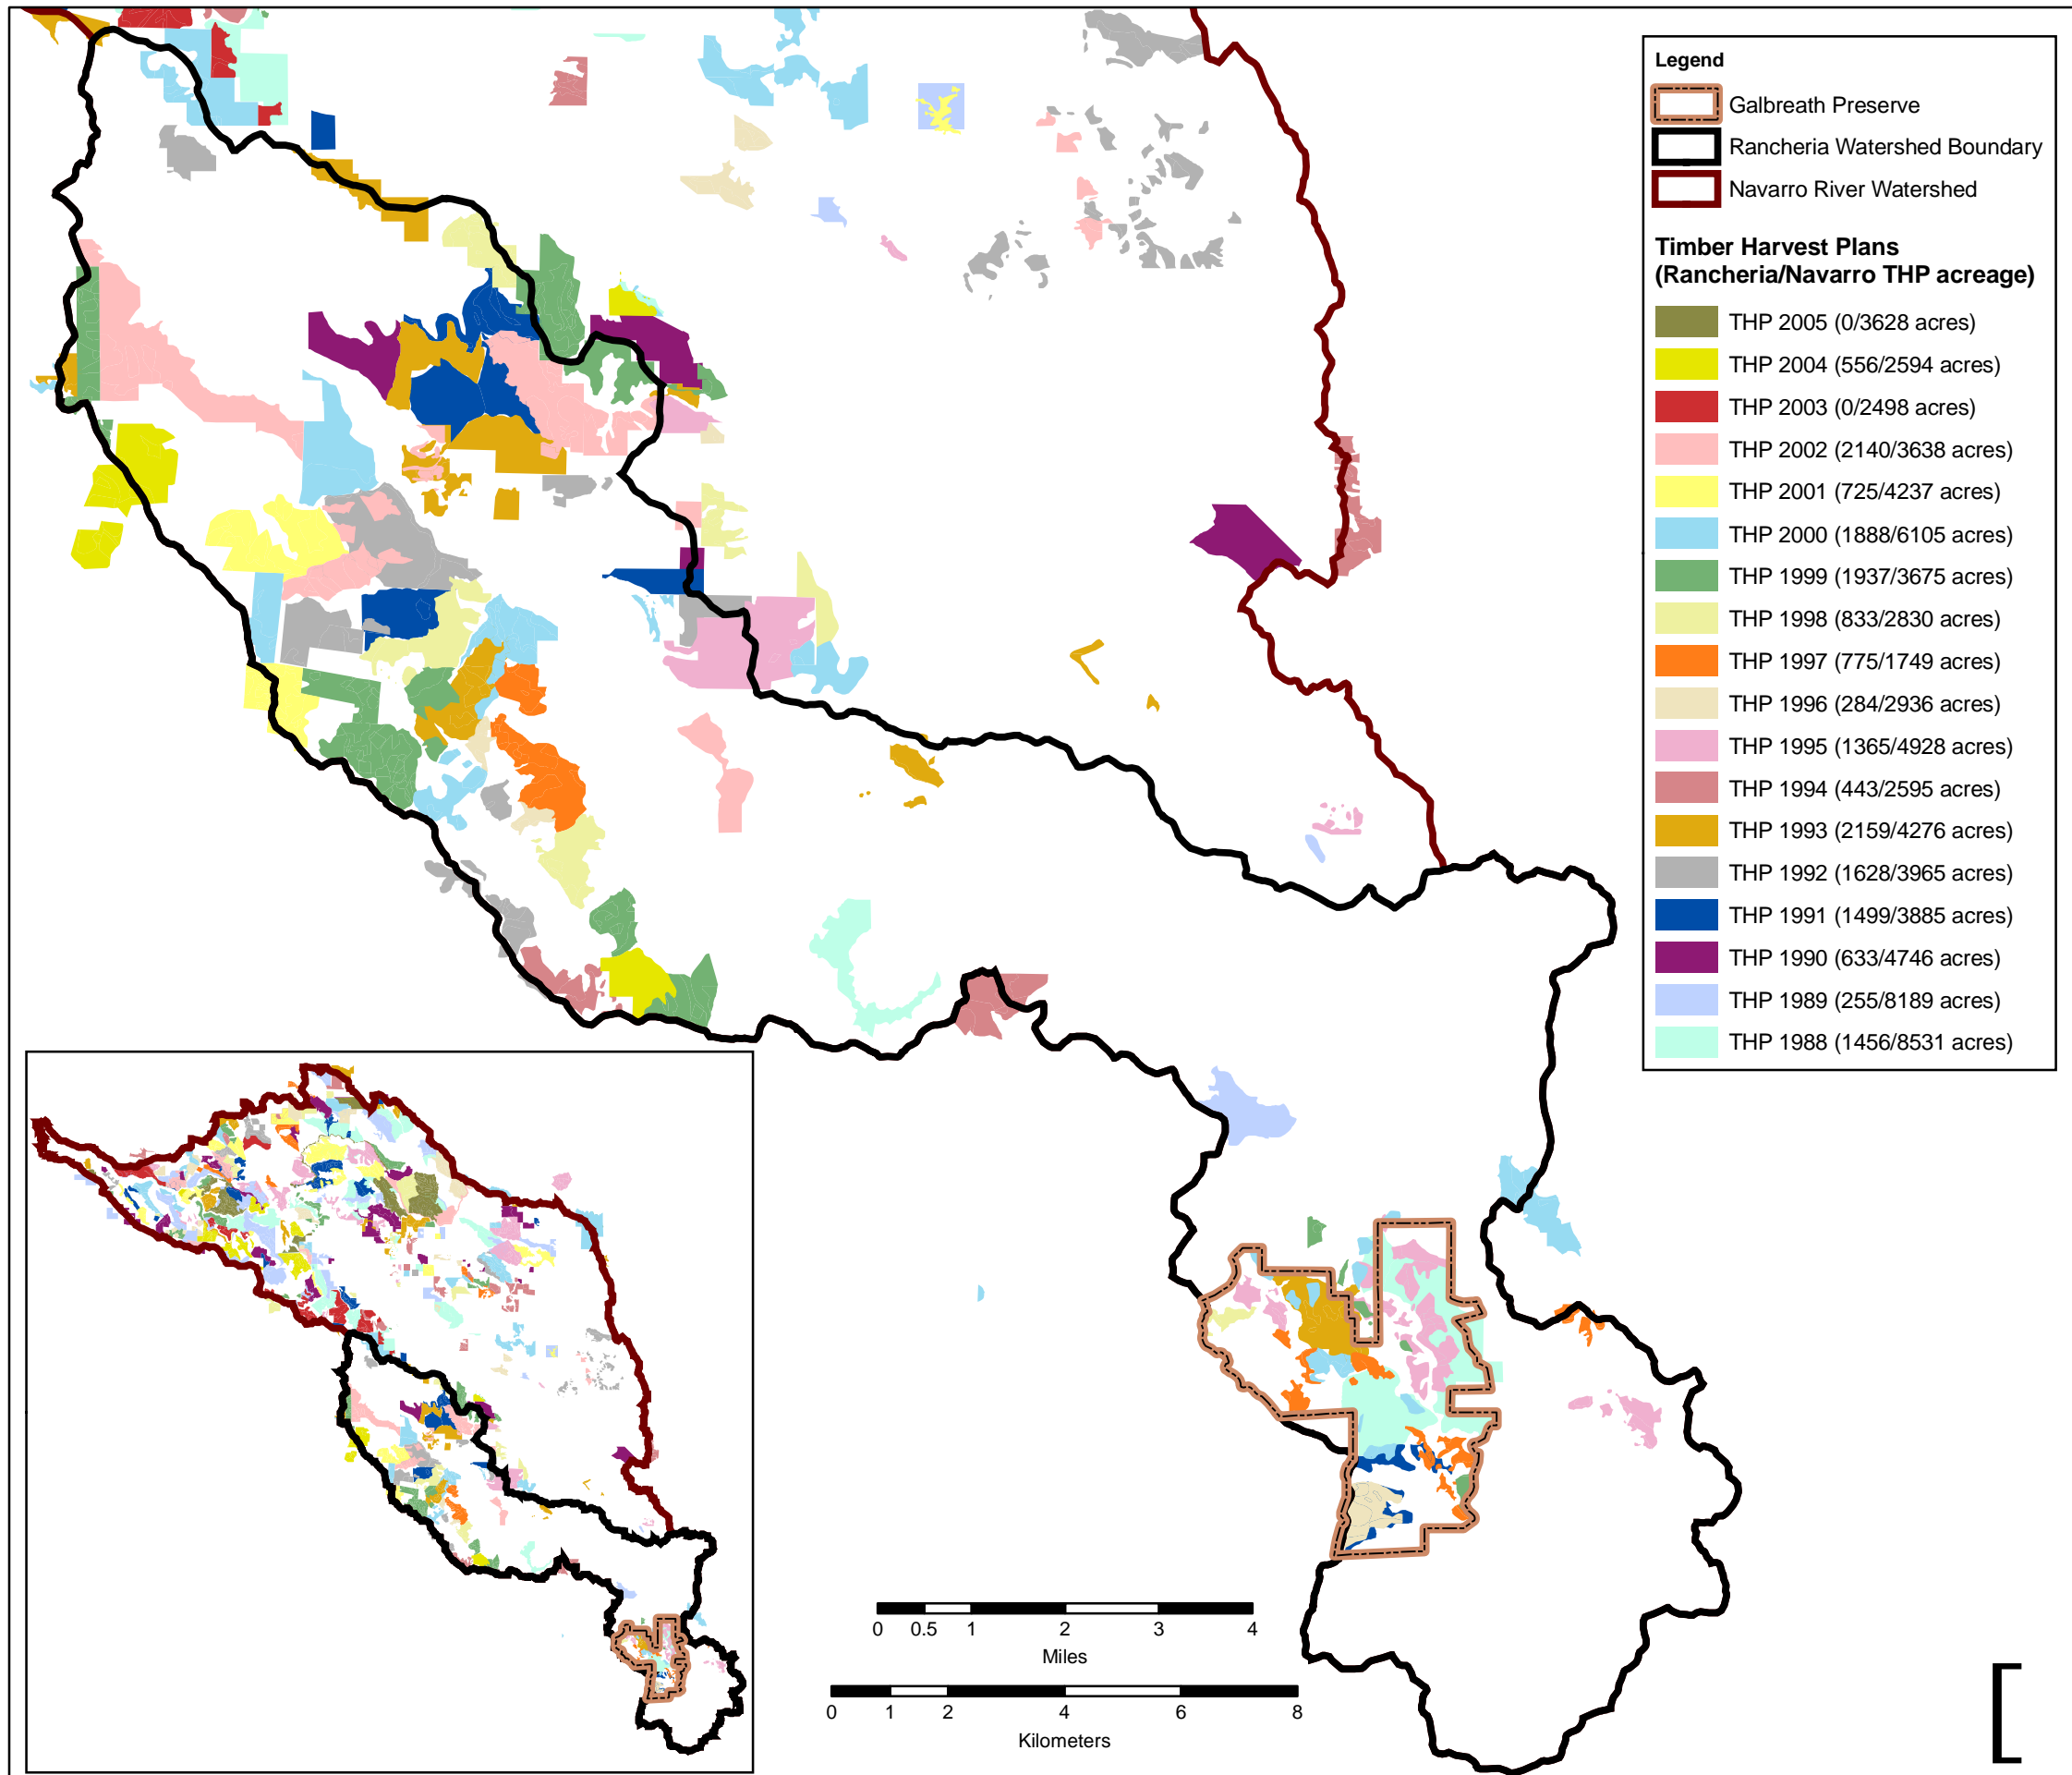 Legend
Galbreath Preserve
Rancheria Watershed Boundary
Navarro River Watershed
Timber Harvest Plans
(Rancheria/Navarro THP acreage)
THP 2005 (0/3628 acres)
THP 2004 (556/2594 acres)
THP 2003 (0/2498 acres)
THP 2002 (2140/3638 acres)
THP 2001 (725/4237 acres)
THP 2000 (1888/6105 acres)
THP 1999 (1937/3675 acres)
THP 1998 (833/2830 acres)
THP 1997 (775/1749 acres)
THP 1996 (284/2936 acres)
THP 1995 (1365/4928 acres)
THP 1994 (443/2595 acres)
THP 1993 (2159/4276 acres)
THP 1992 (1628/3965 acres)
THP 1991 (1499/3885 acres)
THP 1990 (633/4746 acres)
THP 1989 (255/8189 acres)
THP 1988 (1456/8531 acres)
0 0.5 1 2 3 4
Miles
0 1 2 4 6 8
Kilometers
[